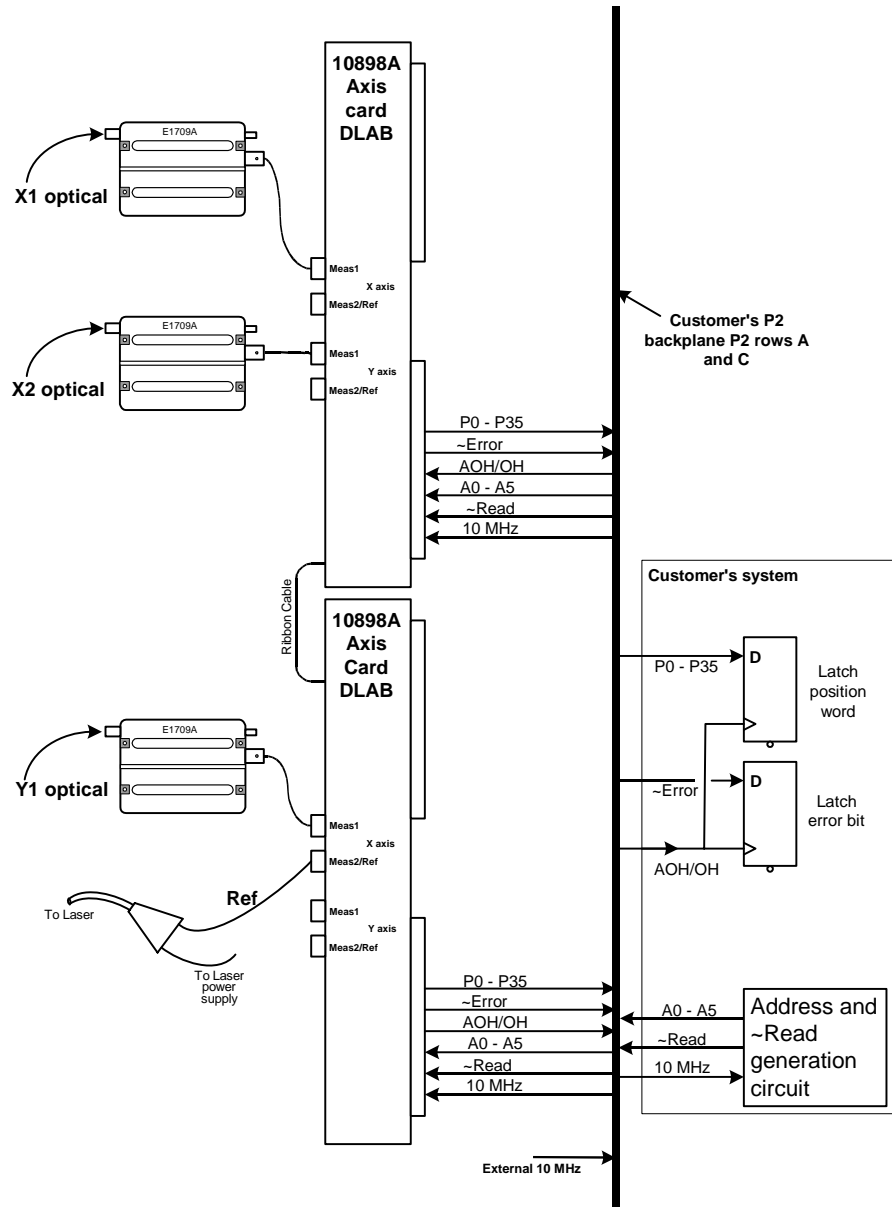 10898A
Axis
card
DLAB
E1709A
X1 optical
Meas1
X axis
Meas2/Ref
E1709A
X2 optical
Meas1
Y axis
Meas2/Ref
Customer's P2
backplane P2 rows A
and C
P0 - P35
~Error
AOH/OH
A0 - A5
~Read
10 MHz
Ribbon Cable
10898A
Axis
Card
DLAB
Customer's system
P0 - P35
D
Latch
position
word
~Error
D
Latch
error bit
AOH/OH
E1709A
Y1 optical
Meas1
X axis
Meas2/Ref
Ref
To Laser
To Laser
power
supply
Meas1
Y axis
Meas2/Ref
P0 - P35
~Error
AOH/OH
A0 - A5
~Read
10 MHz
A0 - A5
~Read
10 MHz
Address and
~Read
generation
circuit
External 10 MHz